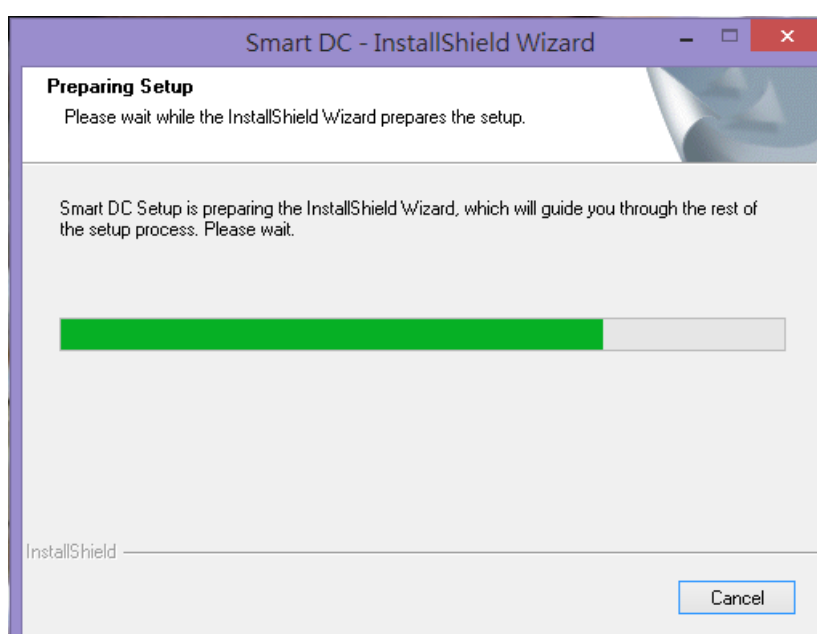 Smart DC - InstallShield Wizard
Preparing Setup
Please wait while the InstallShield Wizard prepares the setup.
Smart DC Setup is preparing the InstallShield Wizard, which will guide you through the rest of
the setup process. Please wait.
InstallShield
Cancel